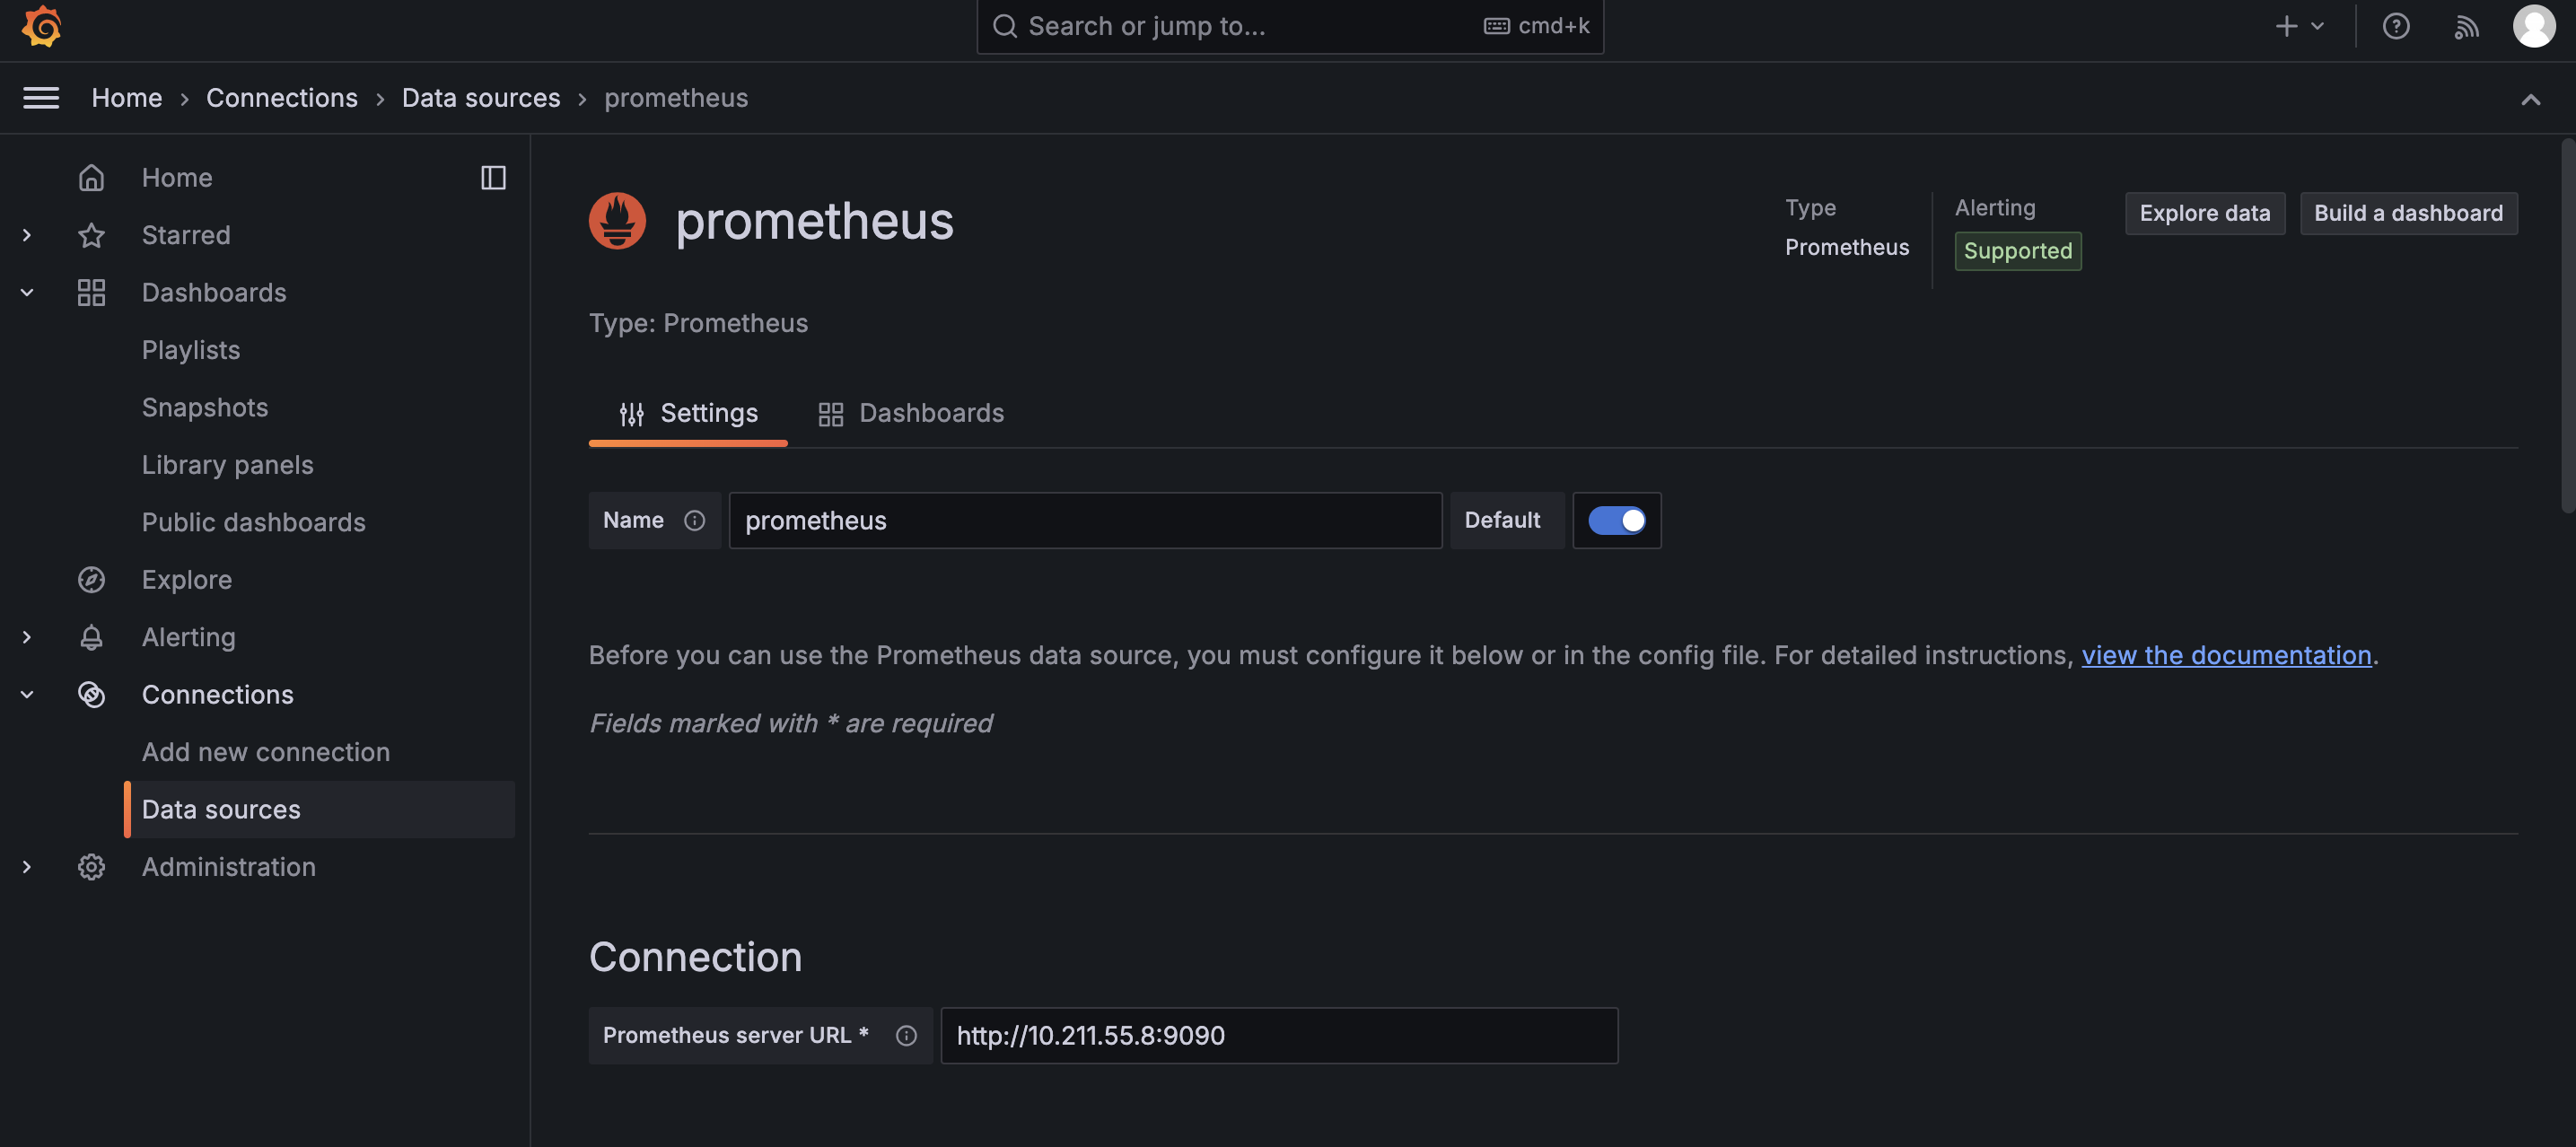 Search or jump to...
cmd+k
Home > Connections > Data sources > prometheus
Home
Starred
Dashboards
Playlists
Snapshots
Library panels
Public dashboards
Explore
Alerting
Connections
Add new connection
Data sources
Administration
prometheus
Type
Prometheus
Alerting
Supported
Explore data
Build a dashboard
Type: Prometheus
Settings
Dashboards
Name
prometheus
Default
Before you can use the Prometheus data source, you must configure it below or in the config file. For detailed instructions, view the documentation.
Fields marked with * are required
Connection
Prometheus server URL *
http://10.211.55.8:9090